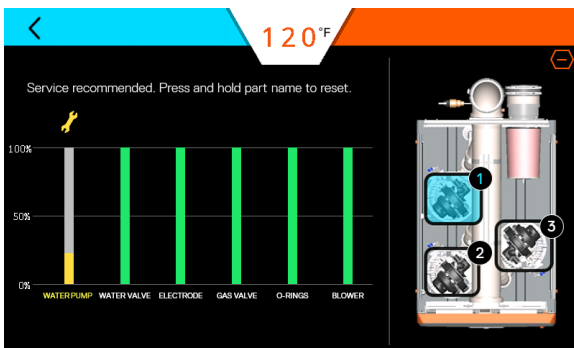 120°F
Service recommended. Press and hold part name to reset.
100%
50%
0%
WATER PUMP WATER VALVE ELECTRODE GAS VALVE O-RINGS BLOWER
1
2
3